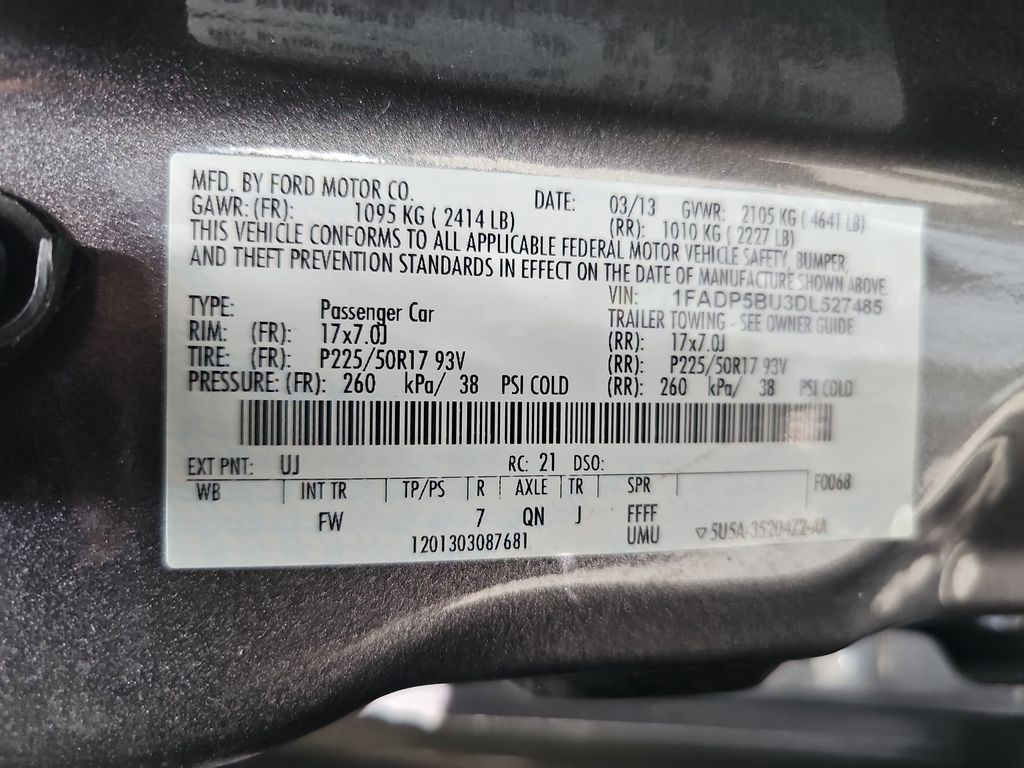 MFD. BY FORD MOTOR CO. DATE: 03/13 GVWR: 2105 KG ( 4641 LB)
GAWR: (FR): 1095 KG ( 2414 LB) (RR): 1010 KG ( 2227 LB)
THIS VEHICLE CONFORMS TO ALL APPLICABLE FEDERAL MOTOR VEHICLE SAFETY, BUMPER,
AND THEFT PREVENTION STANDARDS IN EFFECT ON THE DATE OF MANUFACTURE SHOWN ABOVE.
VIN: 1FADP5BU3DL527485
TYPE: Passenger Car TRAILER TOWING - SEE OWNER GUIDE
RIM: (FR): 17x7.0J (RR): 17x7.0J
TIRE: (FR): P225/50R17 93V (RR): P225/50R17 93V
PRESSURE: (FR): 260 kPa/ 38 PSI COLD (RR): 260 kPa/ 38 PSI COLD
EXT PNT: UJ RC: 21 DSO:
WB INT TR TP/PS R AXLE TR SPR F0068
FW 7 QN J FFFF
UMU
1201303087681